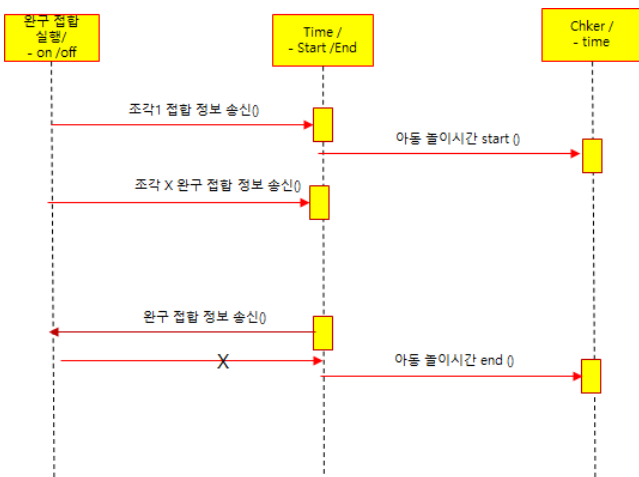 완구 접합
실행/
- on /off
Time /
- Start /End
Chker /
- time
조각1 접합 정보 송신()
아동 놀이시간 start ()
조각 X 완구 접합 정보 송신()
완구 접합 정보 송신()
X
아동 놀이시간 end ()